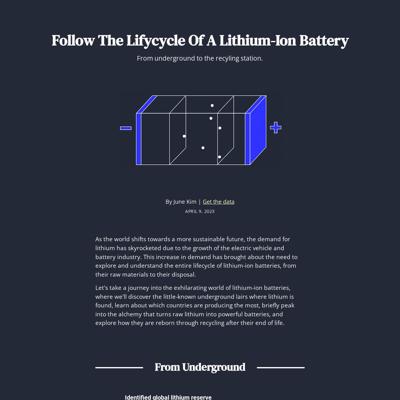 Follow The Lifycycle Of A Lithium-Ion Battery
From underground to the recyling station.
By June Kim | Get the data
APRIL 9, 2023
As the world shifts towards a more sustainable future, the demand for
lithium has skyrocketed due to the growth of the electric vehicle and
battery industry. This increase in demand has brought about the need to
explore and understand the entire lifecycle of lithium-ion batteries, from
their raw materials to their disposal.
Let's take a journey into the exhilarating world of lithium-ion batteries,
where we'll discover the little-known underground lairs where lithium is
found, learn about which countries are producing the most, briefly peak
into the alchemy that turns raw lithium into powerful batteries, and
explore how they are reborn through recycling after their end of life.
From Underground
Identified global lithium reserve